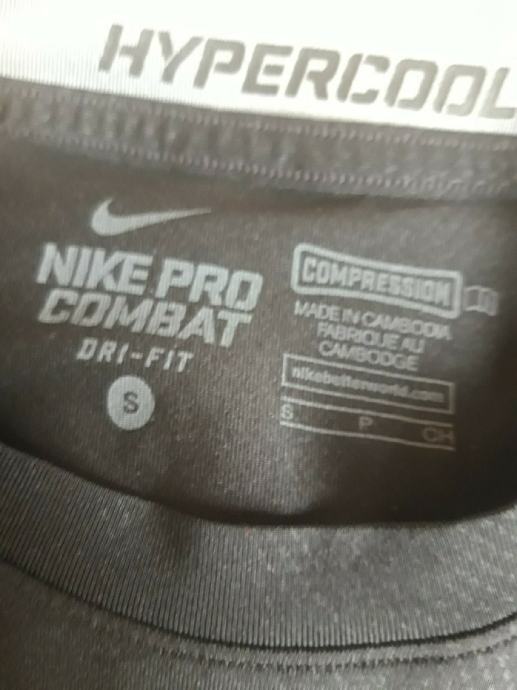 HYPERCOOL
NIKE PRO
COMBAT
DRI-FIT
S
COMPRESSION
MADE IN CAMBODIA
FABRIQUE AU
CAMBODGE
nikebetterworld.com
S P CH